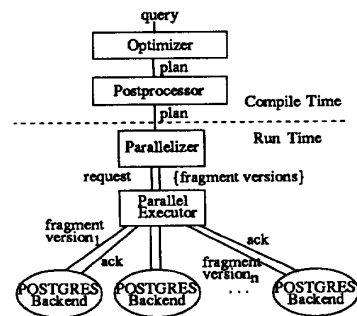 query
Optimizer
plan
Postprocessor
plan
Compile Time
Run Time
Parallelizer
request
{fragment versions}
Parallel
Executor
fragment
version1
ack
ack
fragment
versionn
POSTGRES
Backend
POSTGRES
Backend
. . .
POSTGRES
Backend